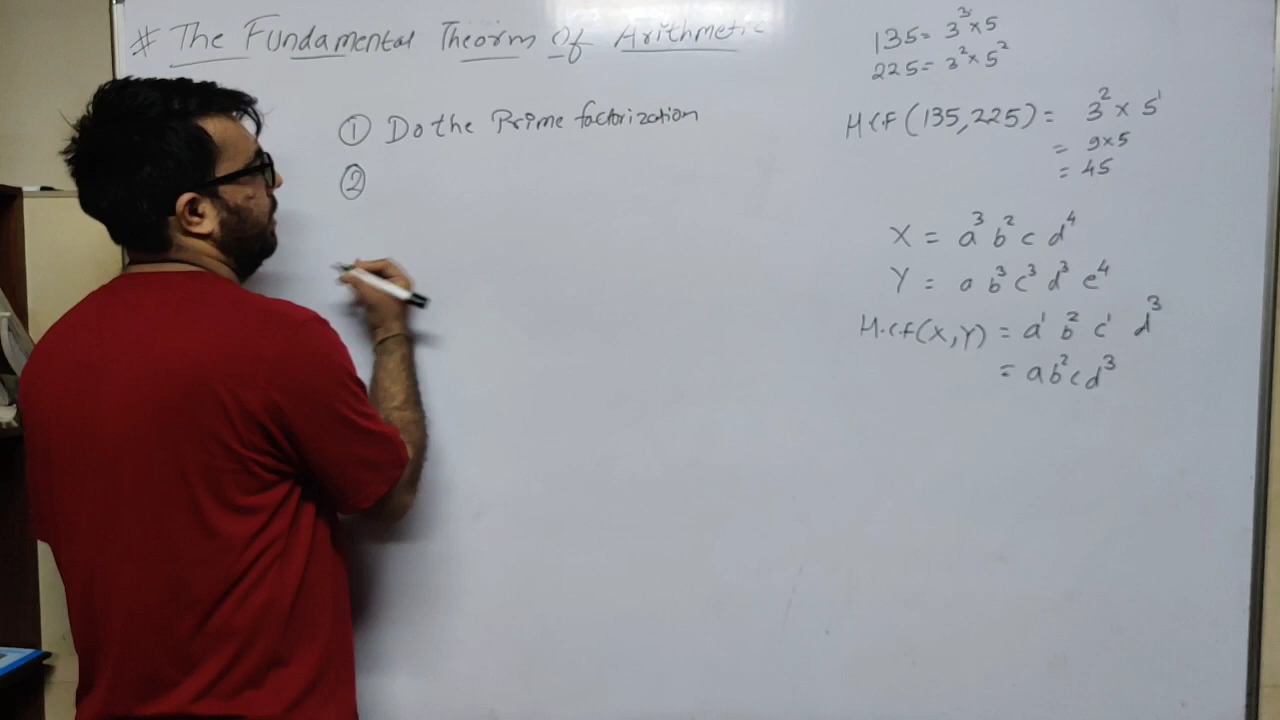 # The Fundamental Theorm Of Arithmetic
① Do the Prime factorization
②
135 = 3³ × 5
225 = 3² × 5²
H.C.F (135, 225) = 3² × 5¹
= 9 × 5
= 45
X = a³ b² c d⁴
Y = a b³ c³ d³ e⁴
H.C.f (X, Y) = a¹ b² c¹ d³
= a b² c d³